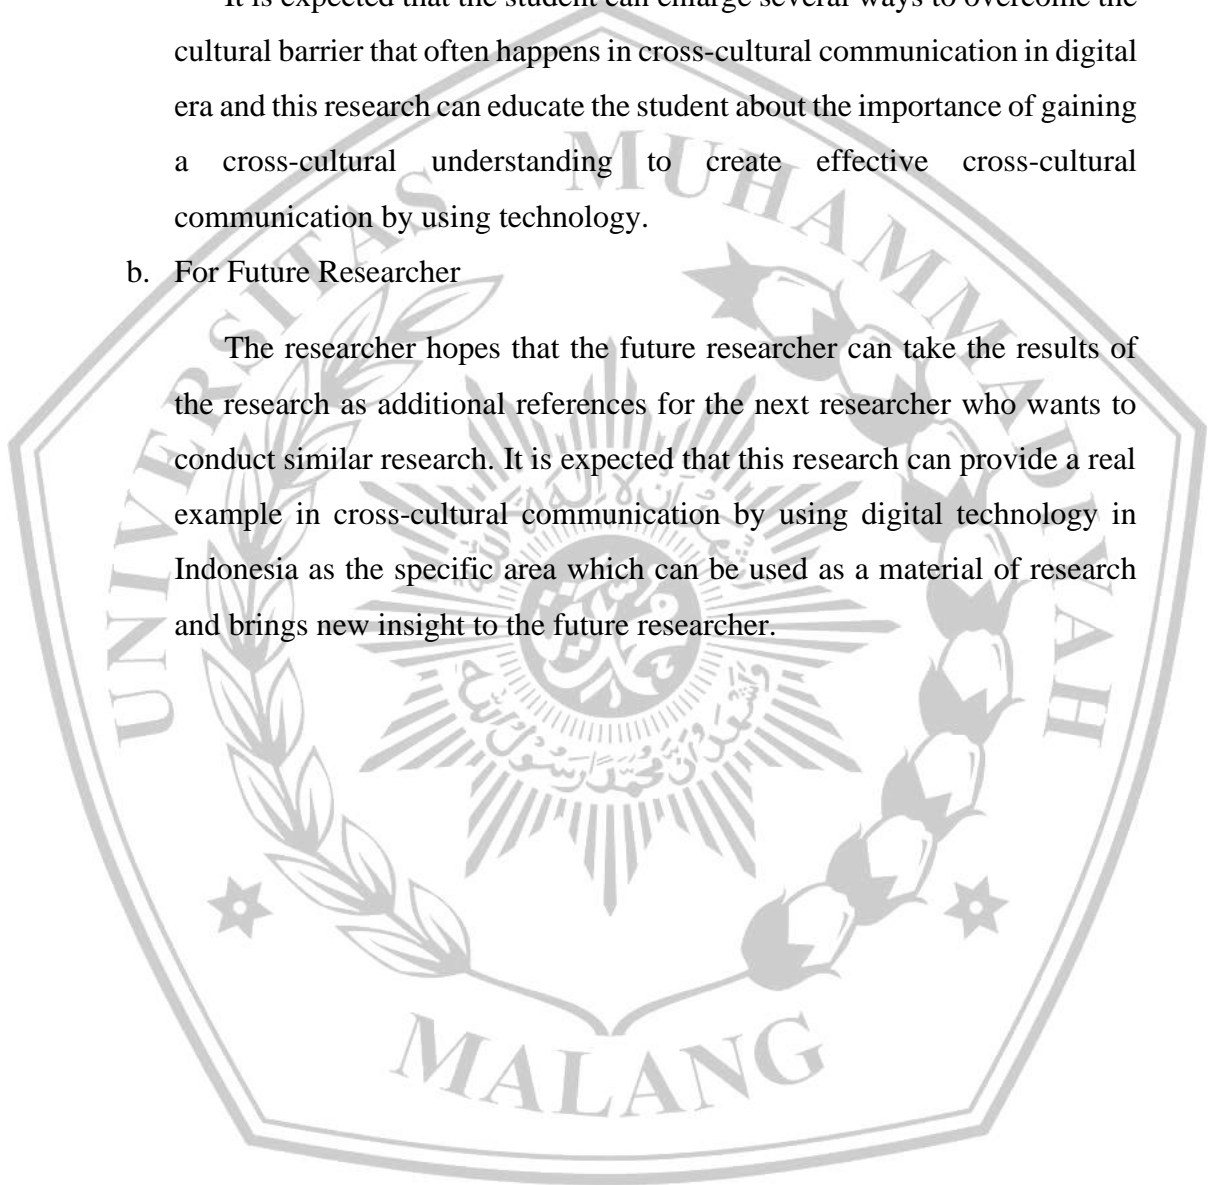 It is expected that the student can enlarge several ways to overcome the
cultural barrier that often happens in cross-cultural communication in digital
era and this research can educate the student about the importance of gaining
a cross-cultural understanding to create effective cross-cultural
communication by using technology.
b. For Future Researcher
The researcher hopes that the future researcher can take the results of
the research as additional references for the next researcher who wants to
conduct similar research. It is expected that this research can provide a real
example in cross-cultural communication by using digital technology in
Indonesia as the specific area which can be used as a material of research
and brings new insight to the future researcher.
UNIVERSITAS MUHAMMADIYAH
MALANG